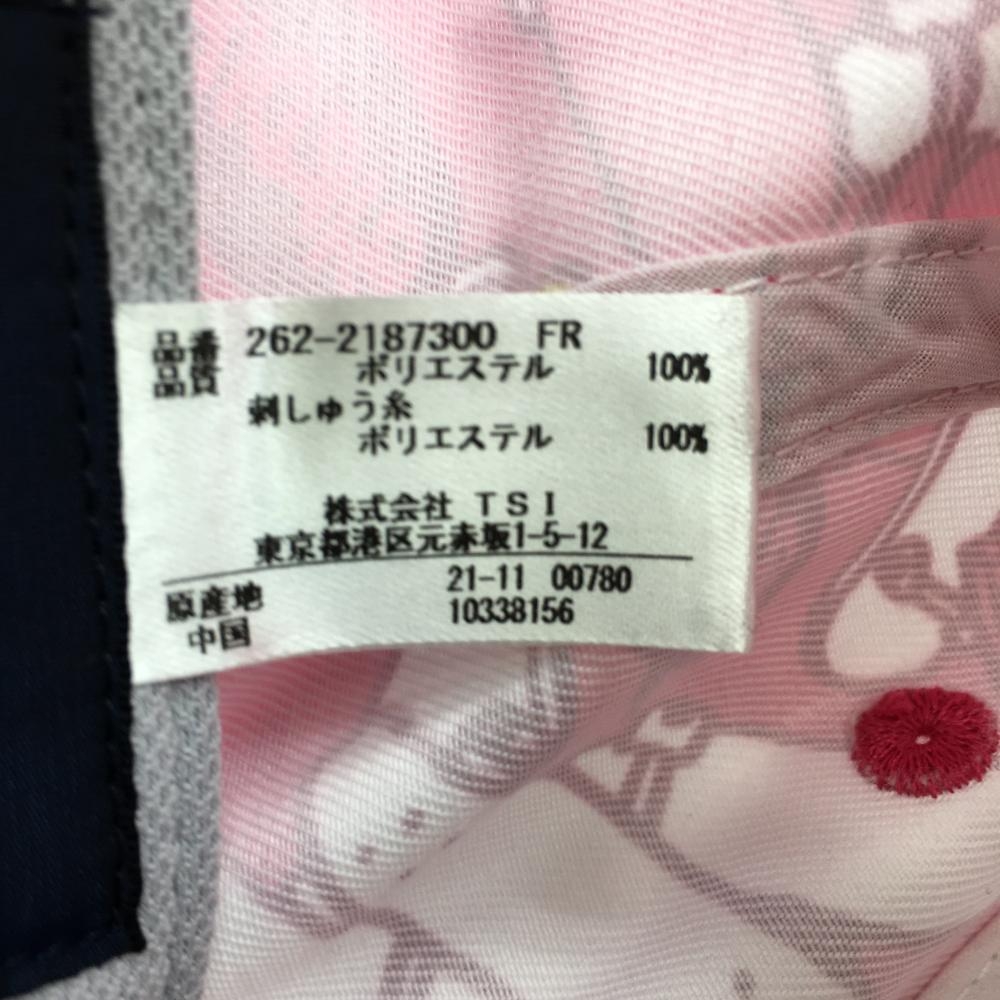 品番 262-2187300 FR
品質 ポリエステル 100%
刺しゅう糸
ポリエステル 100%
株式会社 TSI
東京都港区元赤坂1-5-12
原産地 21-11 00780
中国 10338156